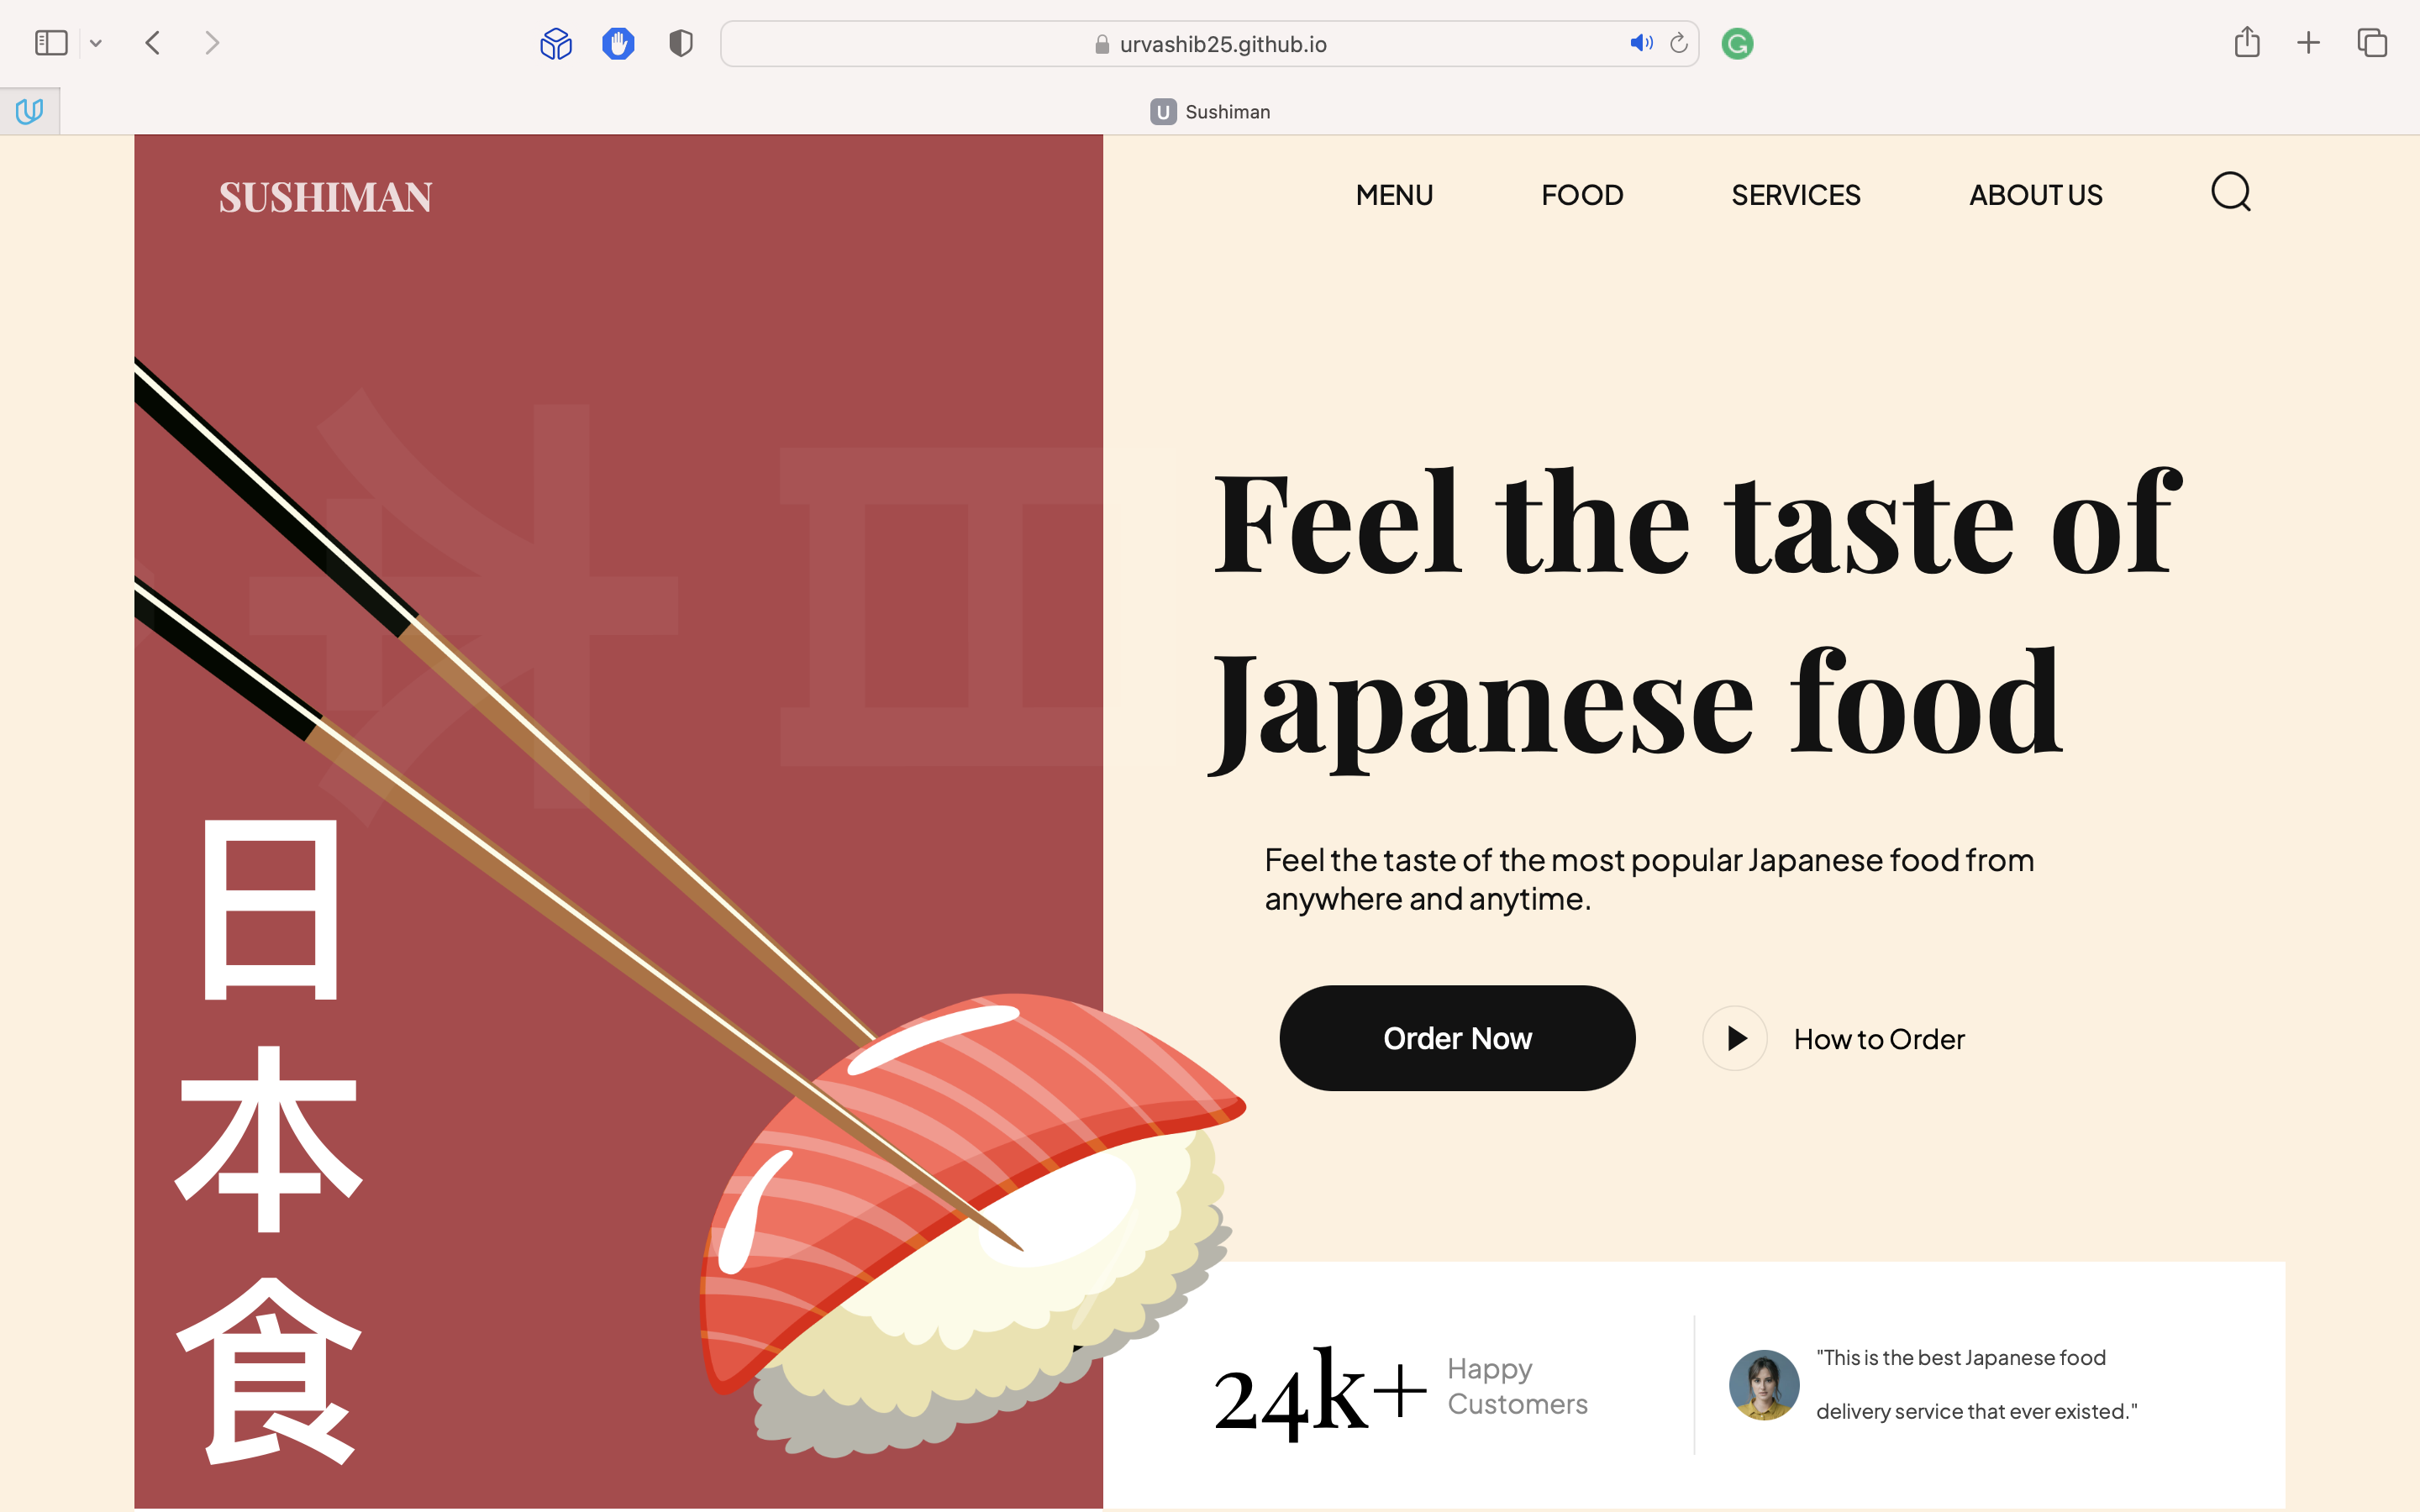 urvashib25.github.io
U Sushiman
SUSHIMAN
MENU FOOD SERVICES ABOUT US
Feel the taste of
Japanese food
Feel the taste of the most popular Japanese food from
anywhere and anytime.
Order Now
How to Order
日
本
食
24k+
Happy
Customers
"This is the best Japanese food
delivery service that ever existed."